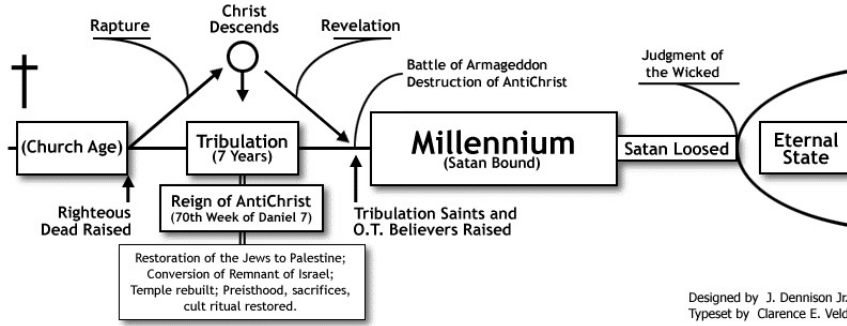 Christ
Descends
Rapture
Revelation
Battle of Armageddon
Destruction of AntiChrist
Judgment of
the Wicked
(Church Age)
Tribulation
(7 Years)
Millennium
(Satan Bound)
Satan Loosed
Eternal
State
Righteous
Dead Raised
Reign of AntiChrist
(70th Week of Daniel 7)
Tribulation Saints and
O.T. Believers Raised
Restoration of the Jews to Palestine;
Conversion of Remnant of Israel;
Temple rebuilt; Preisthood, sacrifices,
cult ritual restored.
Designed by J. Dennison Jr.
Typeset by Clarence E. Veld